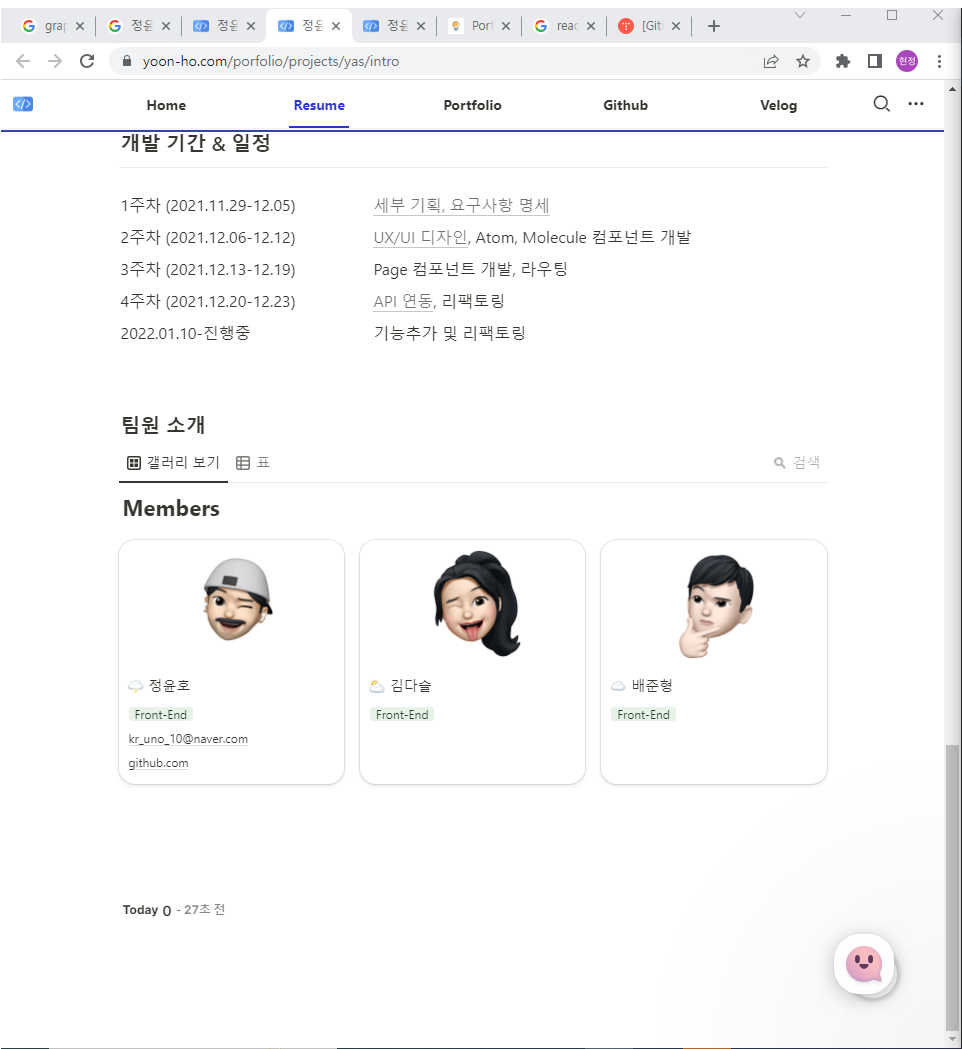 정윤
정윤
정윤
정윤
Port
[Git
yoon-ho.com/porfolio/projects/yas/intro
현정
Home Resume Portfolio Github Velog
개발 기간 & 일정
1주차 (2021.11.29-12.05) 세부 기획, 요구사항 명세
2주차 (2021.12.06-12.12) UX/UI 디자인, Atom, Molecule 컴포넌트 개발
3주차 (2021.12.13-12.19) Page 컴포넌트 개발, 라우팅
4주차 (2021.12.20-12.23) API 연동, 리팩토링
2022.01.10-진행중 기능추가 및 리팩토링
팀원 소개
갤러리 보기 표 검색
Members
정윤호 김다슬 배준형
Front-End Front-End Front-End
kr_uno_10@naver.com
github.com
Today 0 - 27초 전